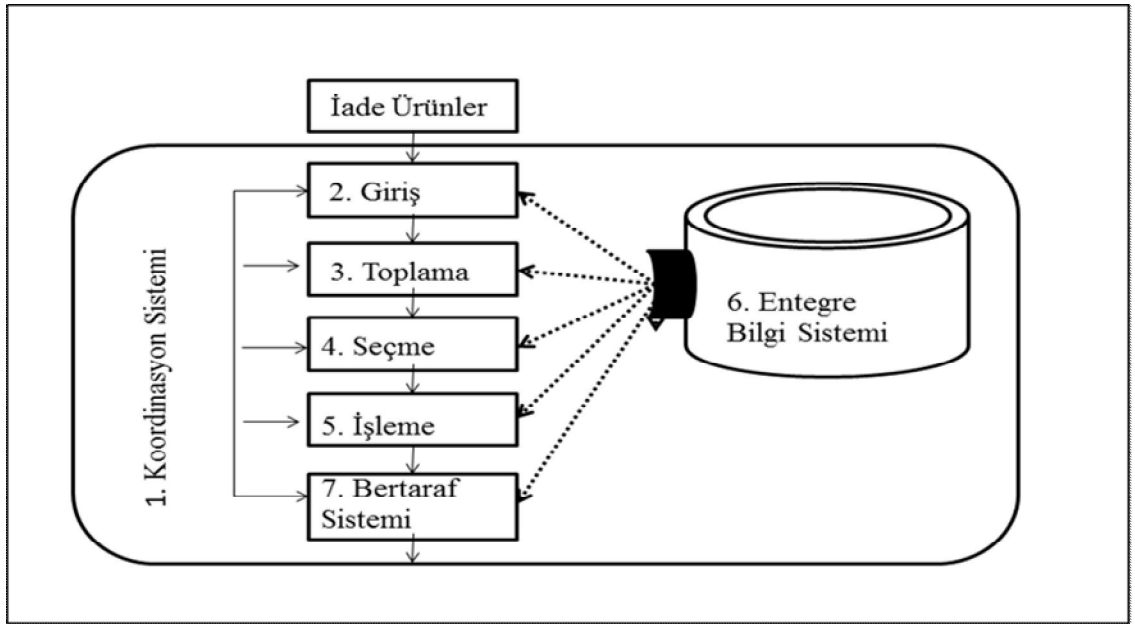 İade Ürünler
2. Giriş
3. Toplama
4. Seçme
5. İşleme
7. Bertaraf
Sistemi
1. Koordinasyon Sistemi
6. Entegre
Bilgi Sistemi